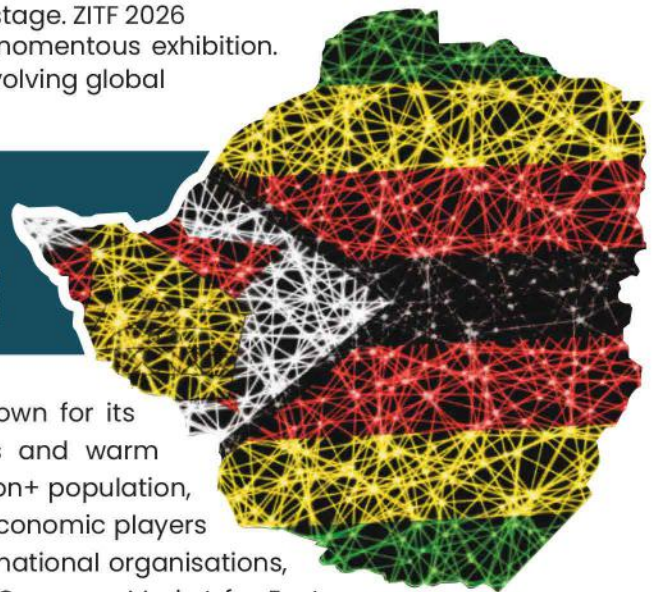 stage. ZITF 2026
momentous exhibition.
volving global
own for its
s and warm
on+ population,
conomic players
national organisations,